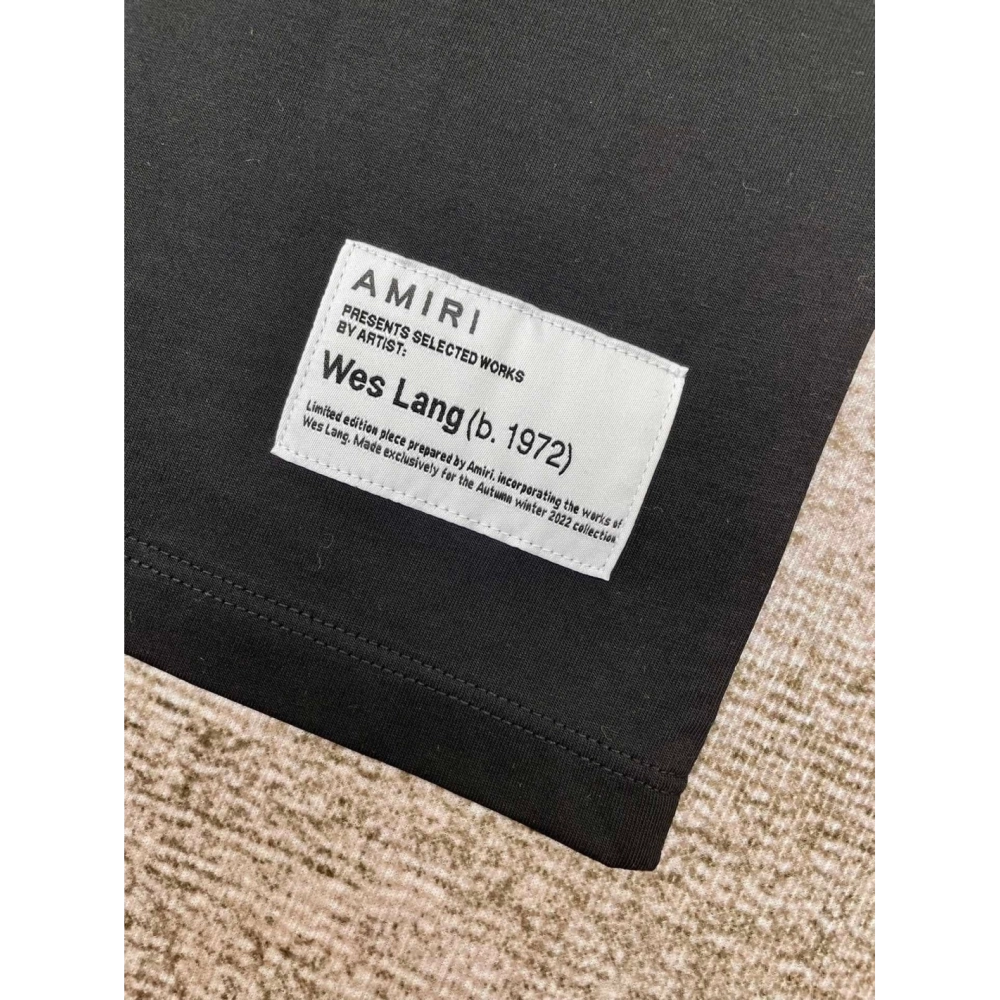 AMIRI
PRESENTS SELECTED WORKS
BY ARTIST:
Wes Lang (b. 1972)
Limited edition piece prepared by Amiri, incorporating the works of
Wes Lang. Made exclusively for the Autumn winter 2022 collection